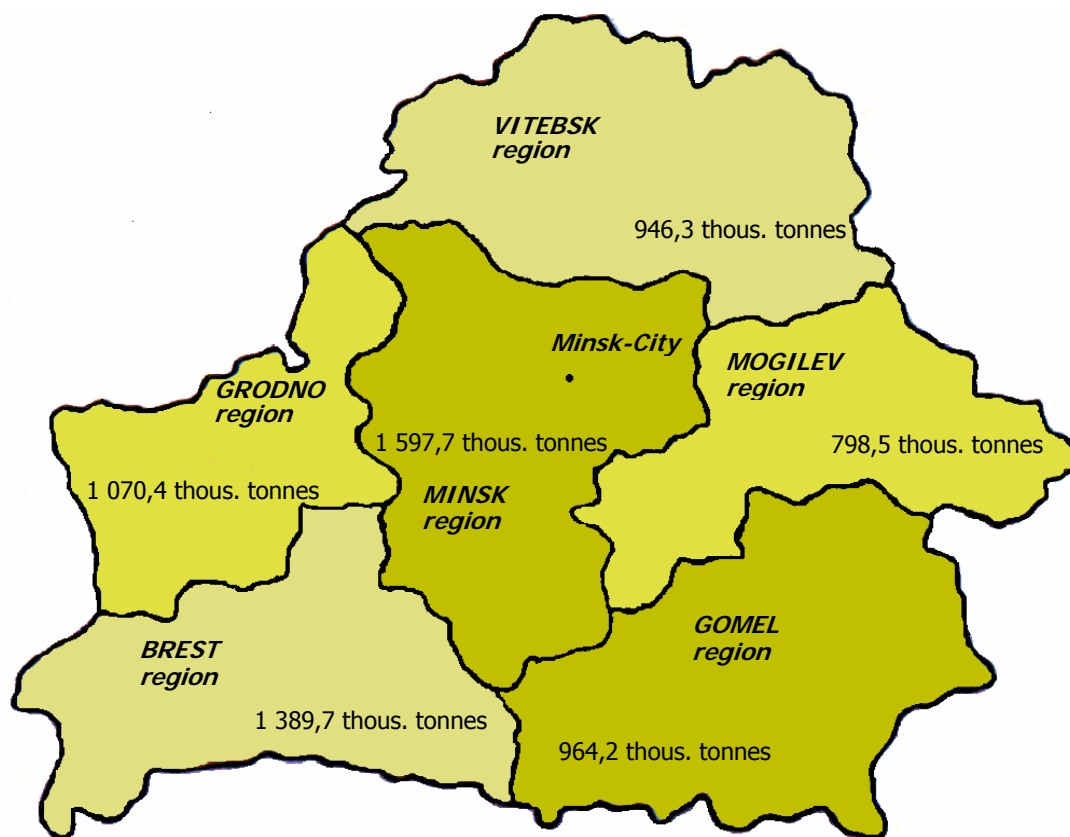 VITEBSK
region
946,3 thous. tonnes
Minsk-City
MOGILEV
region
GRODNO
region
1 597,7 thous. tonnes
798,5 thous. tonnes
1 070,4 thous. tonnes
MINSK
region
GOMEL
region
BREST
region
1 389,7 thous. tonnes
964,2 thous. tonnes